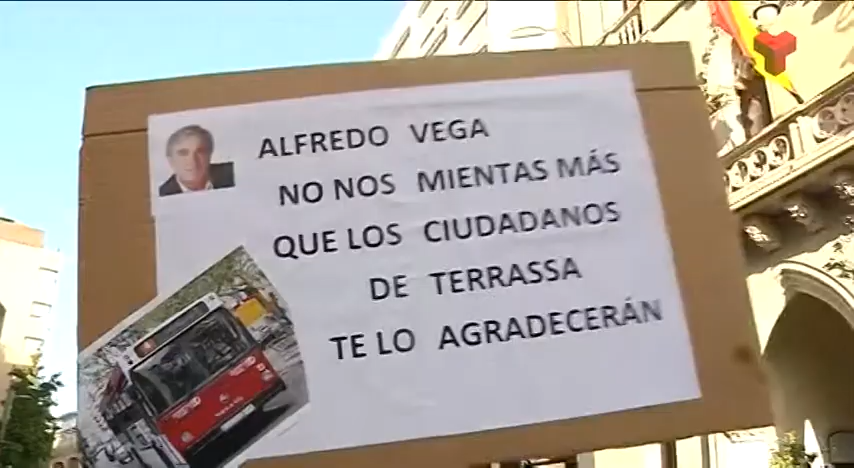 ALFREDO VEGA
NO NOS MIENTAS MÁS
QUE LOS CIUDADANOS
DE TERRASSA
TE LO AGRADECERÁN